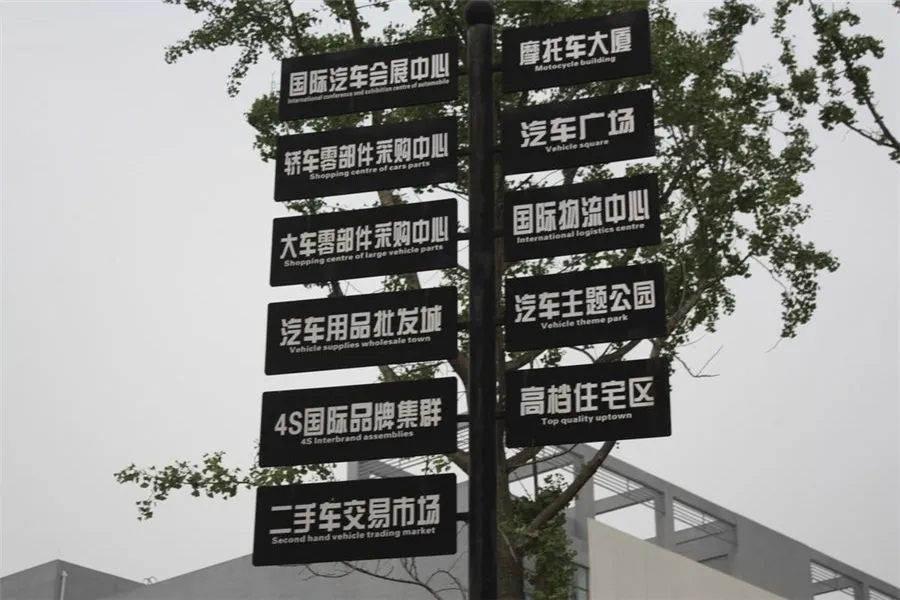 国际汽车会展中心
International conference and exhibition centre of automobile
轿车零部件采购中心
Shopping centre of cars parts
大车零部件采购中心
Shopping centre of large vehicle parts
汽车用品批发城
Vehicle supplies wholesale town
4S国际品牌集群
4S Interbrand assemblies
二手车交易市场
Second hand vehicle trading market
摩托车大厦
Motocycle building
汽车广场
Vehicle square
国际物流中心
International logistics centre
汽车主题公园
Vehicle theme park
高档住宅区
Top quality uptown